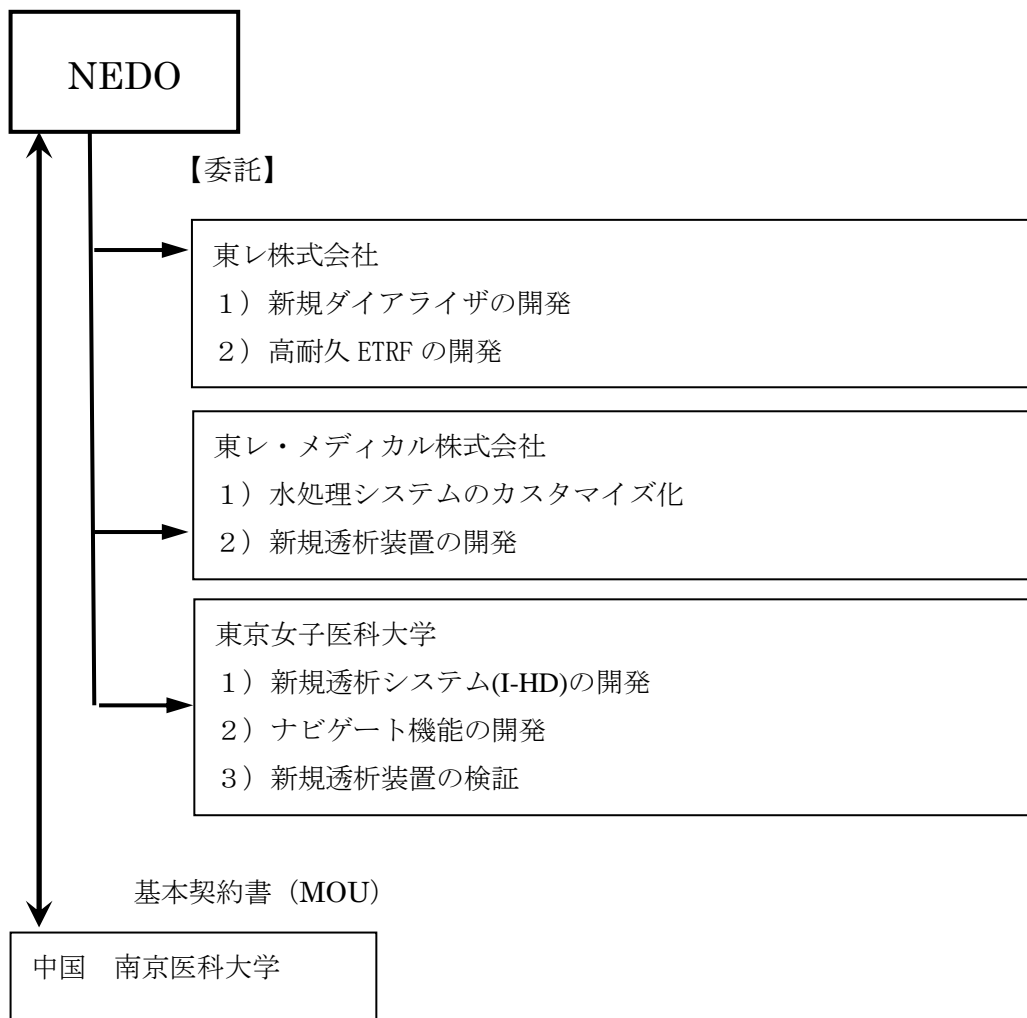 NEDO
【委託】
東レ株式会社
１）新規ダイアライザの開発
２）高耐久 ETRF の開発
東レ・メディカル株式会社
１）水処理システムのカスタマイズ化
２）新規透析装置の開発
東京女子医科大学
１）新規透析システム(I-HD)の開発
２）ナビゲート機能の開発
３）新規透析装置の検証
基本契約書（MOU）
中国　南京医科大学